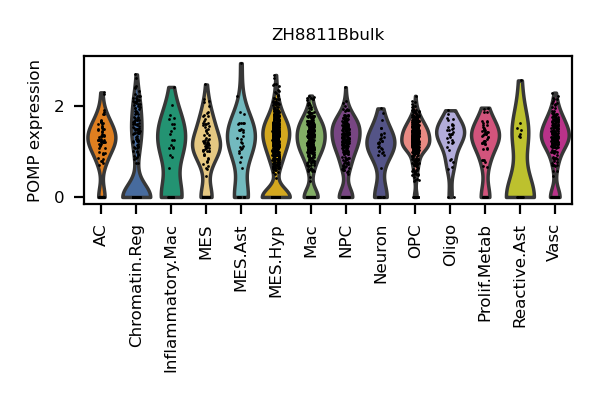 ZH8811Bbulk
POMP expression
2
0
AC
Chromatin.Reg
Inflammatory.Mac
MES
MES.Ast
MES.Hyp
Mac
NPC
Neuron
OPC
Oligo
Prolif.Metab
Reactive.Ast
Vasc